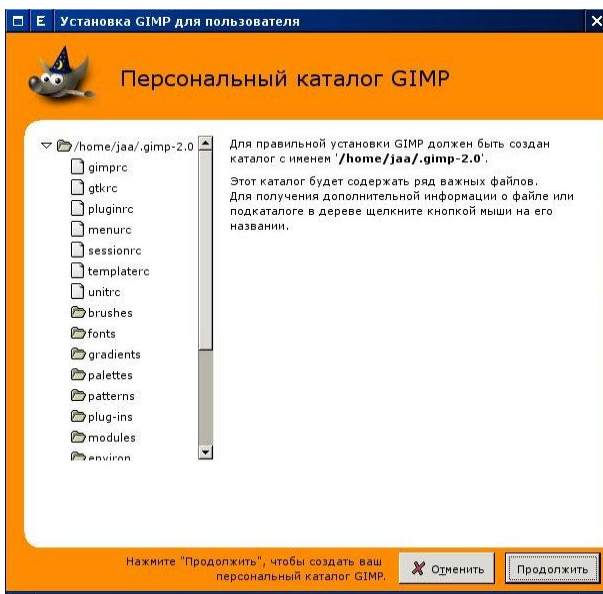 E Установка GIMP для пользователя
Персональный каталог GIMP
/home/jaa/.gimp-2.0
gimprc
gtkrc
pluginrc
menurc
sessionrc
templaterc
unitrc
brushes
fonts
gradients
palettes
patterns
plug-ins
modules
environ
Для правильной установки GIMP должен быть создан
каталог с именем '/home/jaa/.gimp-2.0'.
Этот каталог будет содержать ряд важных файлов.
Для получения дополнительной информации о файле или
подкаталоге в дереве щелкните кнопкой мыши на его
названии.
Нажмите "Продолжить", чтобы создать ваш
персональный каталог GIMP.
Отменить
Продолжить